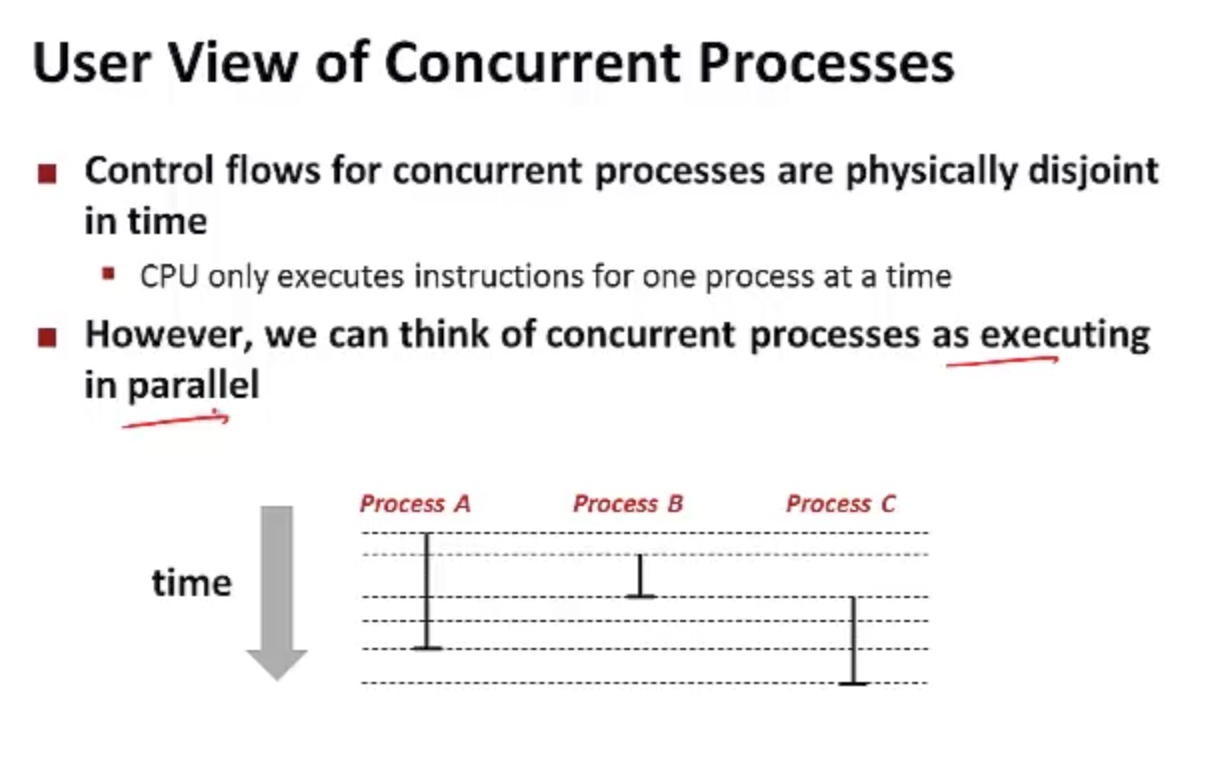 User View of Concurrent Processes
Control flows for concurrent processes are physically disjoint
in time
CPU only executes instructions for one process at a time
However, we can think of concurrent processes as executing
in parallel
Process A Process B Process C
time